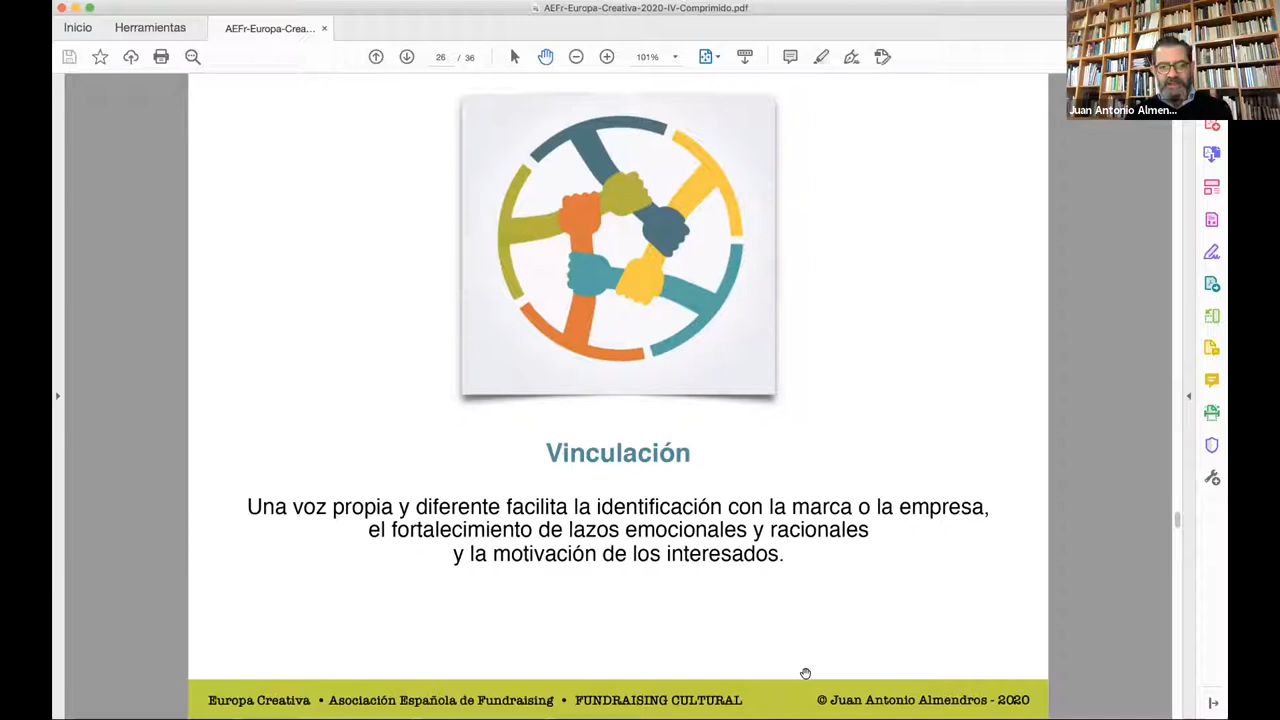 AEFr-Europa-Creativa-2020-IV-Comprimido.pdf
Inicio
Herramientas
AEFr-Europa-Crea... ×
26 / 36
101%
Juan Antonio Almen...
Vinculación
Una voz propia y diferente facilita la identificación con la marca o la empresa,
el fortalecimiento de lazos emocionales y racionales
y la motivación de los interesados.
Europa Creativa • Asociación Española de Fundraising • FUNDRAISING CULTURAL
© Juan Antonio Almendros - 2020